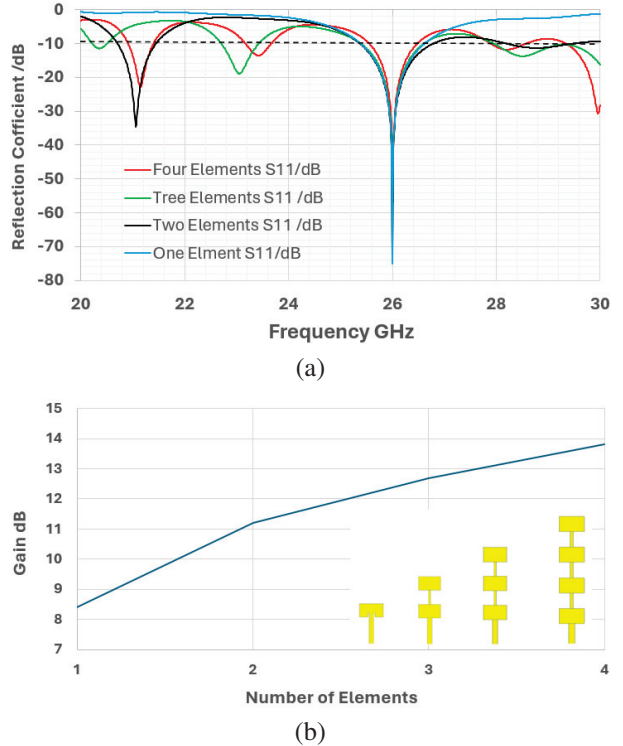 0
-10
-20
-30
-40
-50
-60
-70
-80
Reflection Cofficient /dB
Four Elements S11/dB
Tree Elements S11 /dB
Two Elements S11 /dB
One Elment S11/dB
20 22 24 26 28 30
Frequency GHz
(a)
15
14
13
12
11
10
9
8
7
Gain dB
1 2 3 4
Number of Elements
(b)